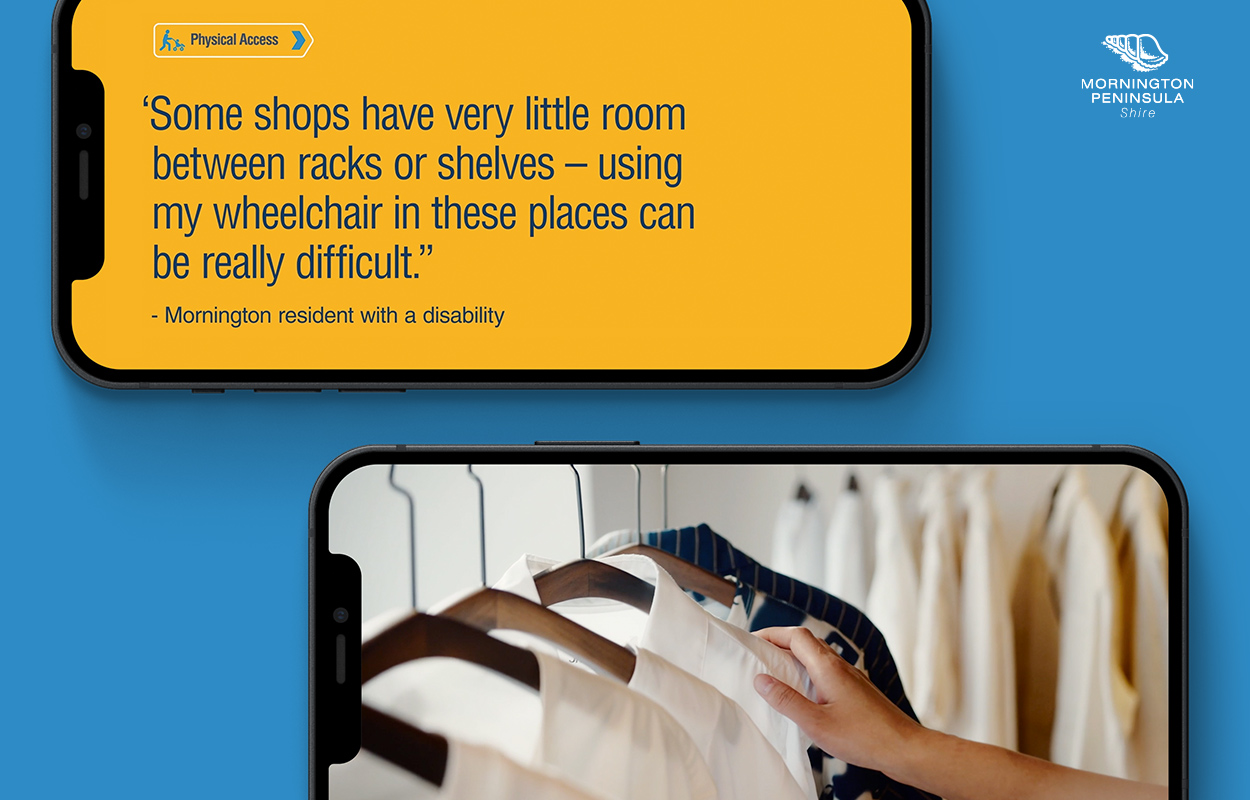 Physical Access
‘Some shops have very little room
between racks or shelves – using
my wheelchair in these places can
be really difficult.”
- Mornington resident with a disability
MORNINGTON
PENINSULA
Shire